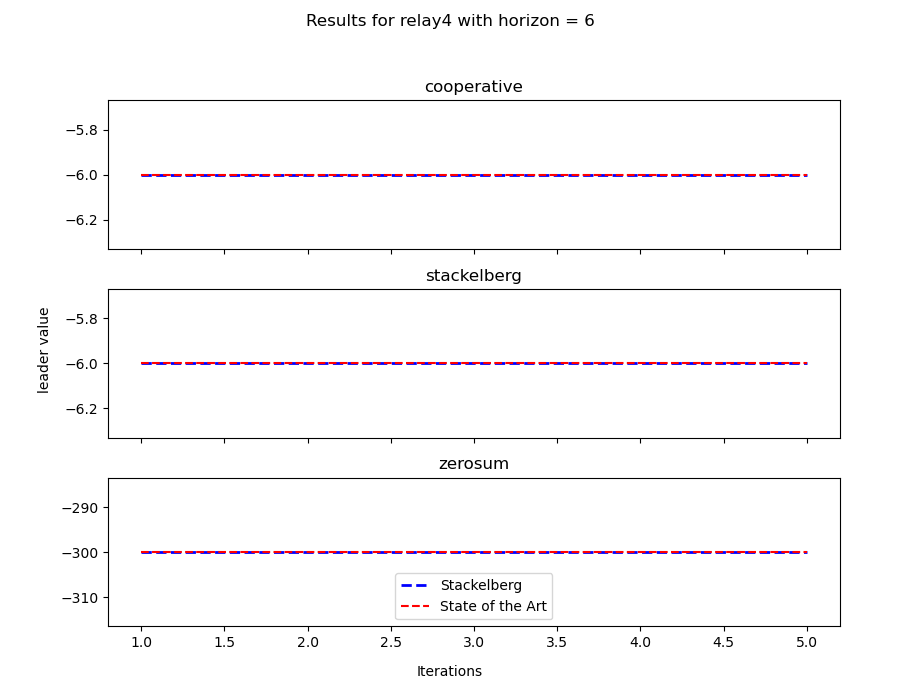 Results for relay4 with horizon = 6
cooperative
−5.8
−6.0
−6.2
stackelberg
−5.8
−6.0
−6.2
leader value
zerosum
−290
−300
−310
Stackelberg
State of the Art
1.0 1.5 2.0 2.5 3.0 3.5 4.0 4.5 5.0
Iterations